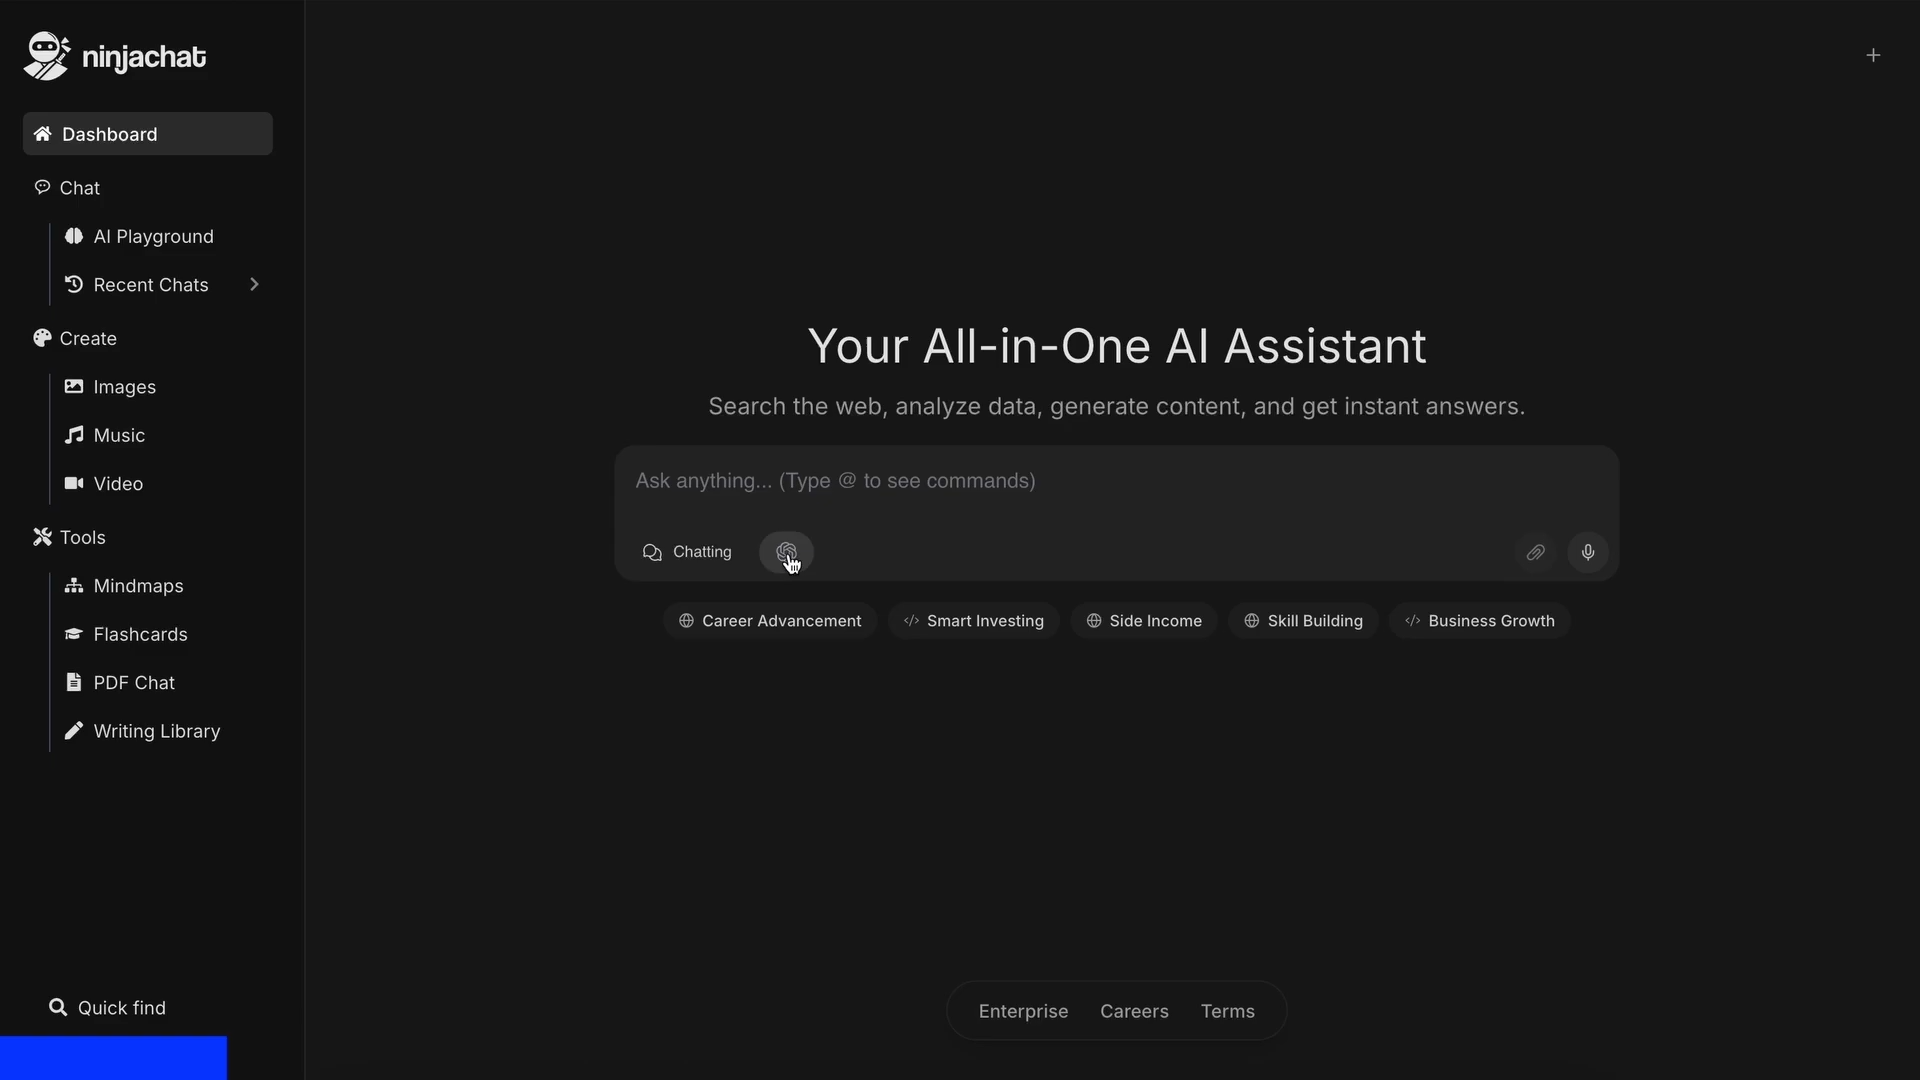 ninjachat
Dashboard
Chat
AI Playground
Recent Chats
Create
Images
Music
Video
Tools
Mindmaps
Flashcards
PDF Chat
Writing Library
Quick find
Your All-in-One AI Assistant
Search the web, analyze data, generate content, and get instant answers.
Ask anything... (Type @ to see commands)
Chatting
Career Advancement
Smart Investing
Side Income
Skill Building
Business Growth
Enterprise
Careers
Terms